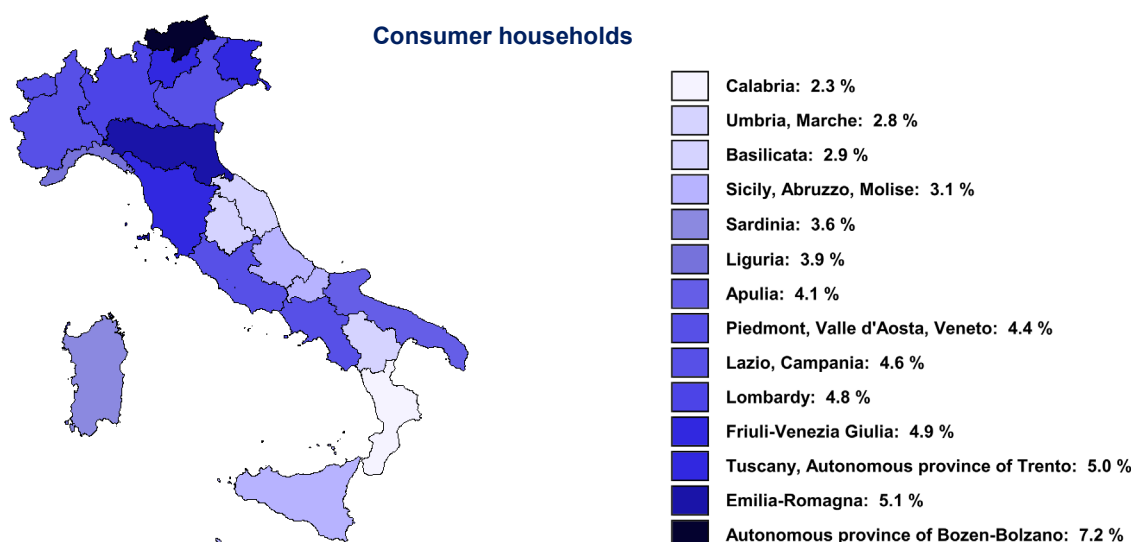 Consumer households
Calabria: 2.3 %
Umbria, Marche: 2.8 %
Basilicata: 2.9 %
Sicily, Abruzzo, Molise: 3.1 %
Sardinia: 3.6 %
Liguria: 3.9 %
Apulia: 4.1 %
Piedmont, Valle d'Aosta, Veneto: 4.4 %
Lazio, Campania: 4.6 %
Lombardy: 4.8 %
Friuli-Venezia Giulia: 4.9 %
Tuscany, Autonomous province of Trento: 5.0 %
Emilia-Romagna: 5.1 %
Autonomous province of Bozen-Bolzano: 7.2 %